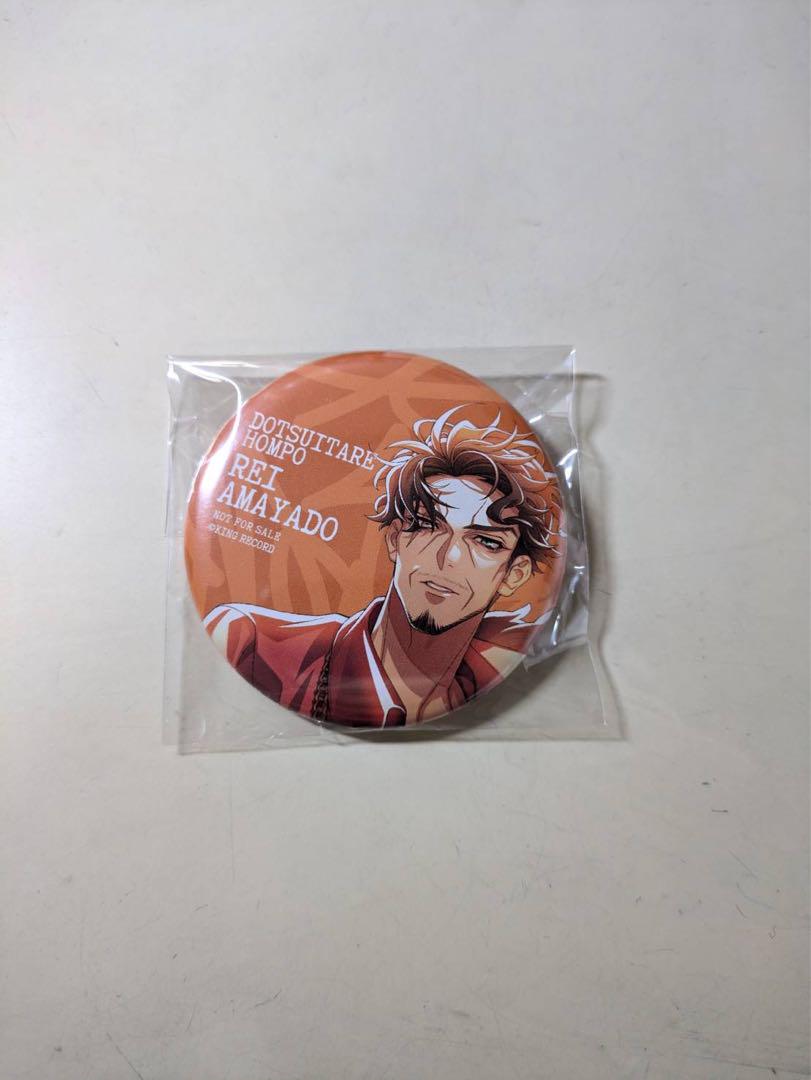 DOTSUITARE
HOMPO
REI
AMAYADO
NOT FOR SALE
©KING RECORD